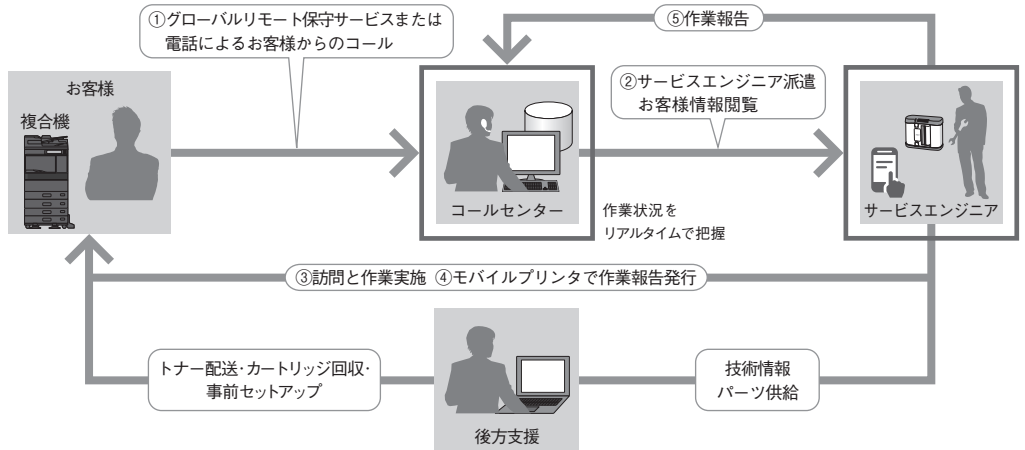 ①グローバルリモート保守サービスまたは
電話によるお客様からのコール
⑤作業報告
お客様
複合機
②サービスエンジニア派遣
お客様情報閲覧
コールセンター
作業状況を
リアルタイムで把握
サービスエンジニア
③訪問と作業実施 ④モバイルプリンタで作業報告発行
トナー配送・カートリッジ回収・
事前セットアップ
技術情報
パーツ供給
後方支援